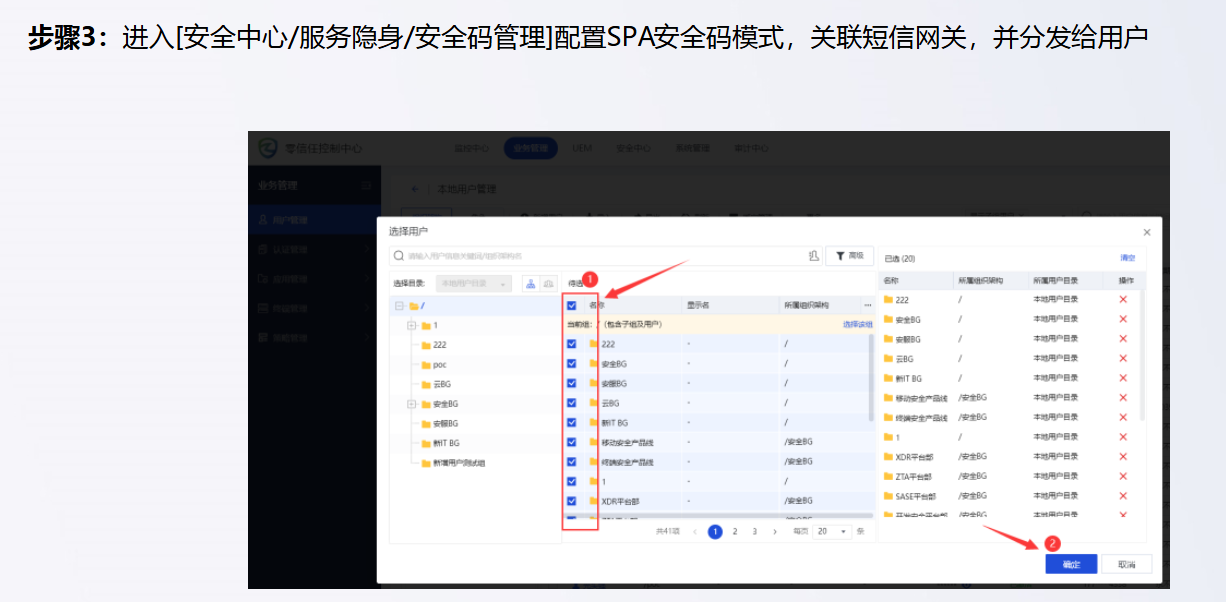 步骤3：进入[安全中心/服务隐身/安全码管理]配置SPA安全码模式，关联短信网关，并分发给用户
零信任控制中心 监控中心 业务管理 UEM 安全中心 系统管理 审计中心
业务管理
本地用户管理
用户管理
认证管理
应用管理
终端管理
策略管理
选择用户
请输入用户信息关键词/组织架构名
高级
选择目录: 本地用户目录
/
1
222
poc
云BG
安全BG
安服BG
新IT BG
新属用户测试组
待选
1
名称 显示名 所属组织架构 ...
当前组: / (包含子组及用户) 选择该组
222 - /
安全BG - /
安服BG - /
云BG - /
新IT BG - /
移动安全产品线 - /安全BG
终端安全产品线 - /安全BG
1 - /
XDR平台部 - /安全BG
共41项 < 1 2 3 > 每页 20 条
已选 (20) 清空
名称 所属组织架构 所属用户目录 操作
222 / 本地用户目录
安全BG / 本地用户目录
安服BG / 本地用户目录
云BG / 本地用户目录
新IT BG / 本地用户目录
移动安全产品线 /安全BG 本地用户目录
终端安全产品线 /安全BG 本地用户目录
1 / 本地用户目录
XDR平台部 /安全BG 本地用户目录
ZTA平台部 /安全BG 本地用户目录
SASE平台部 /安全BG 本地用户目录
开发安全平台部 /安全BG 本地用户目录
2
确定 取消